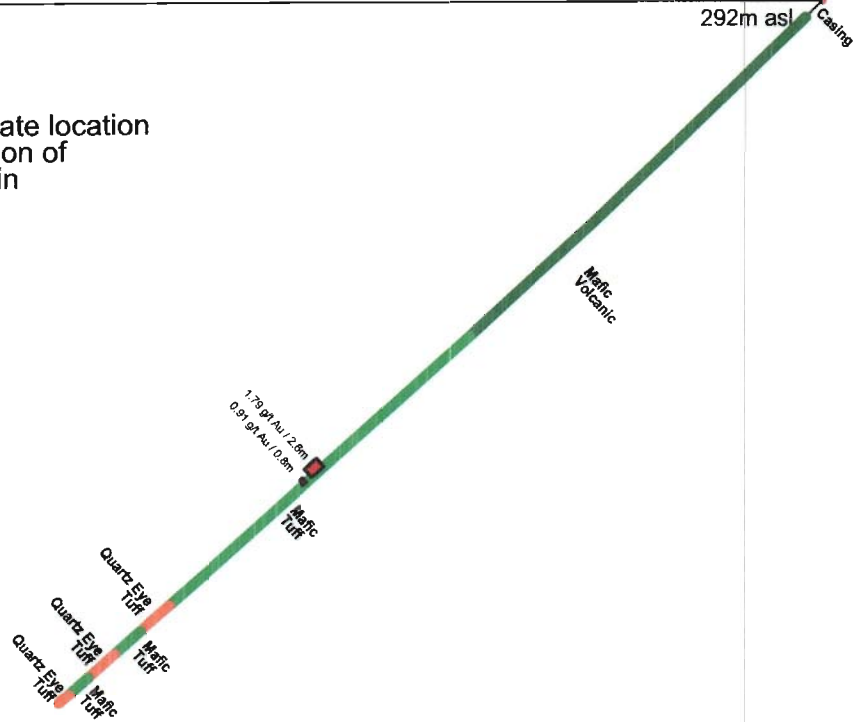 292m asl
Casing
ate location
on of
in
Mafic
Volcanic
1.79 g/t Au / 2.6m
0.91 g/t Au / 0.8m
Mafic
Tuff
Quartz Eye
Tuff
Quartz Eye
Tuff
Mafic
Tuff
Quartz Eye
Tuff
Mafic
Tuff